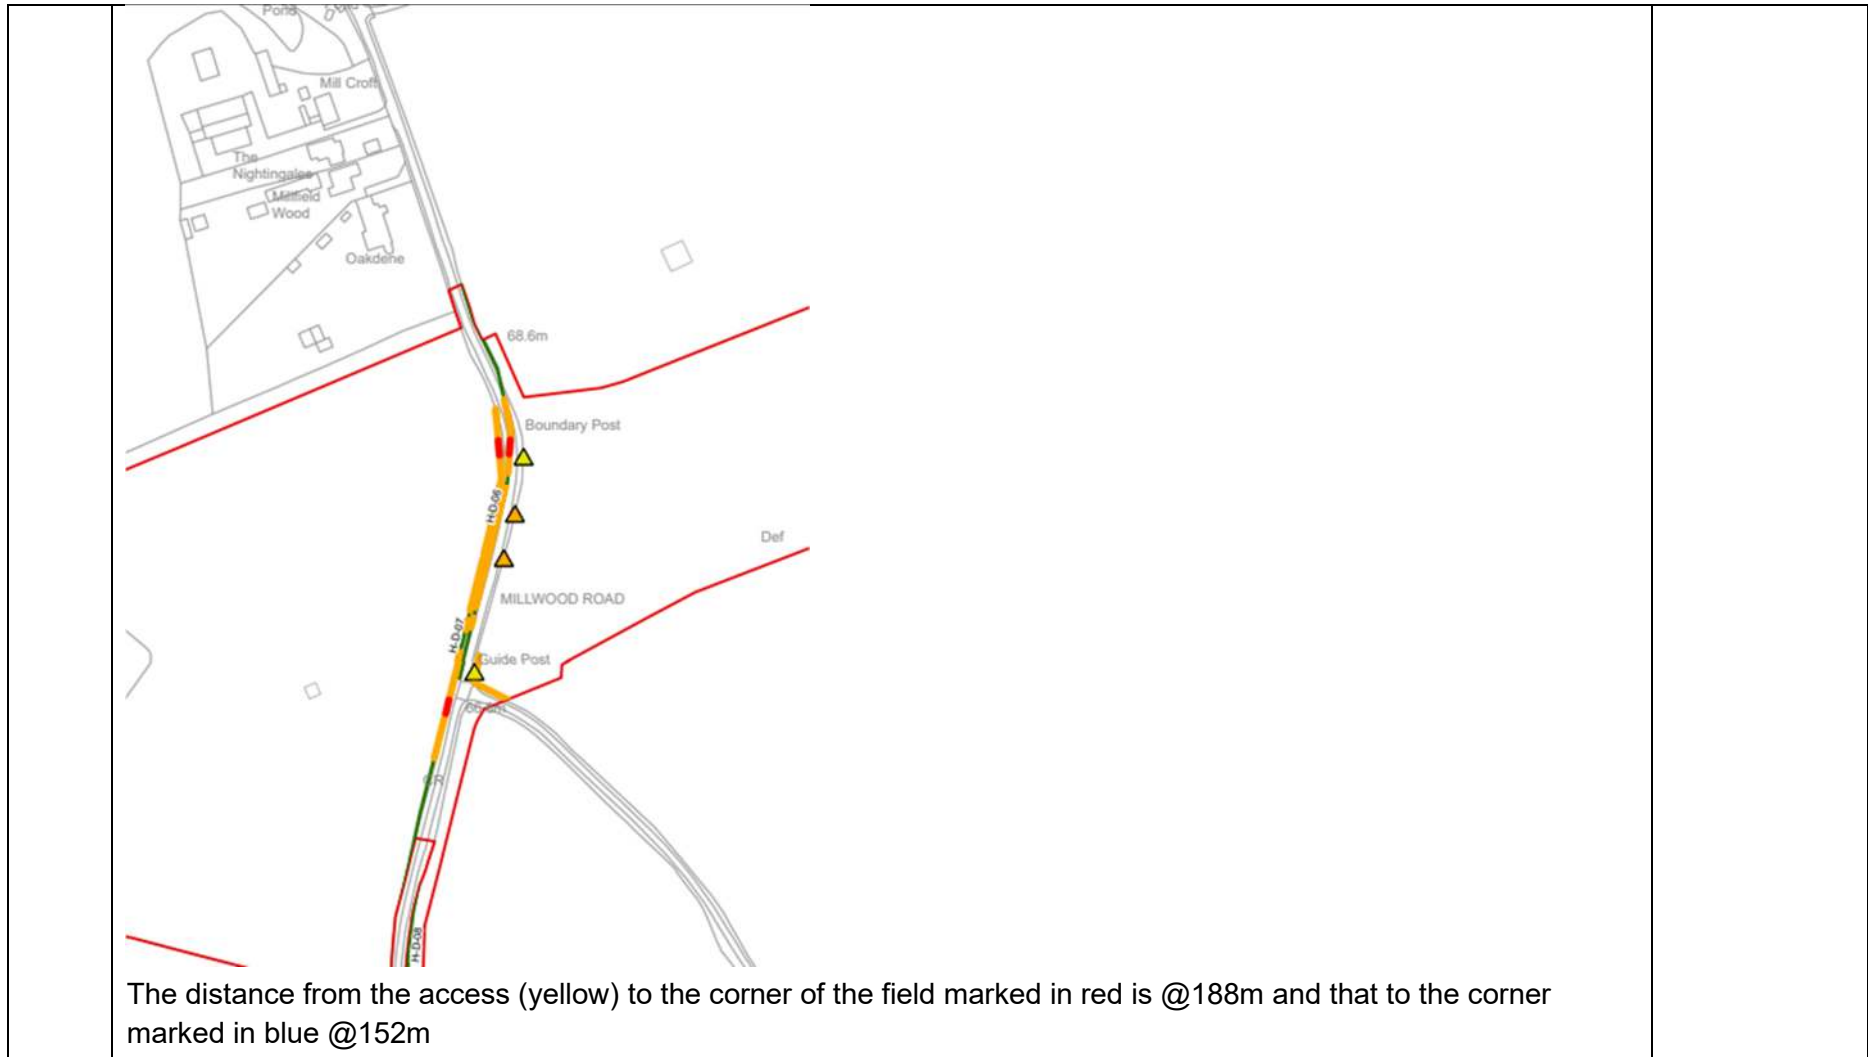 Pond
Mill Croft
The
Nightingales
Millfield
Wood
Oakdene
68.6m
Boundary Post
H-D-06
Def
MILLWOOD ROAD
H-D-07
Guide Post
H-D-08
The distance from the access (yellow) to the corner of the field marked in red is @188m and that to the corner
marked in blue @152m